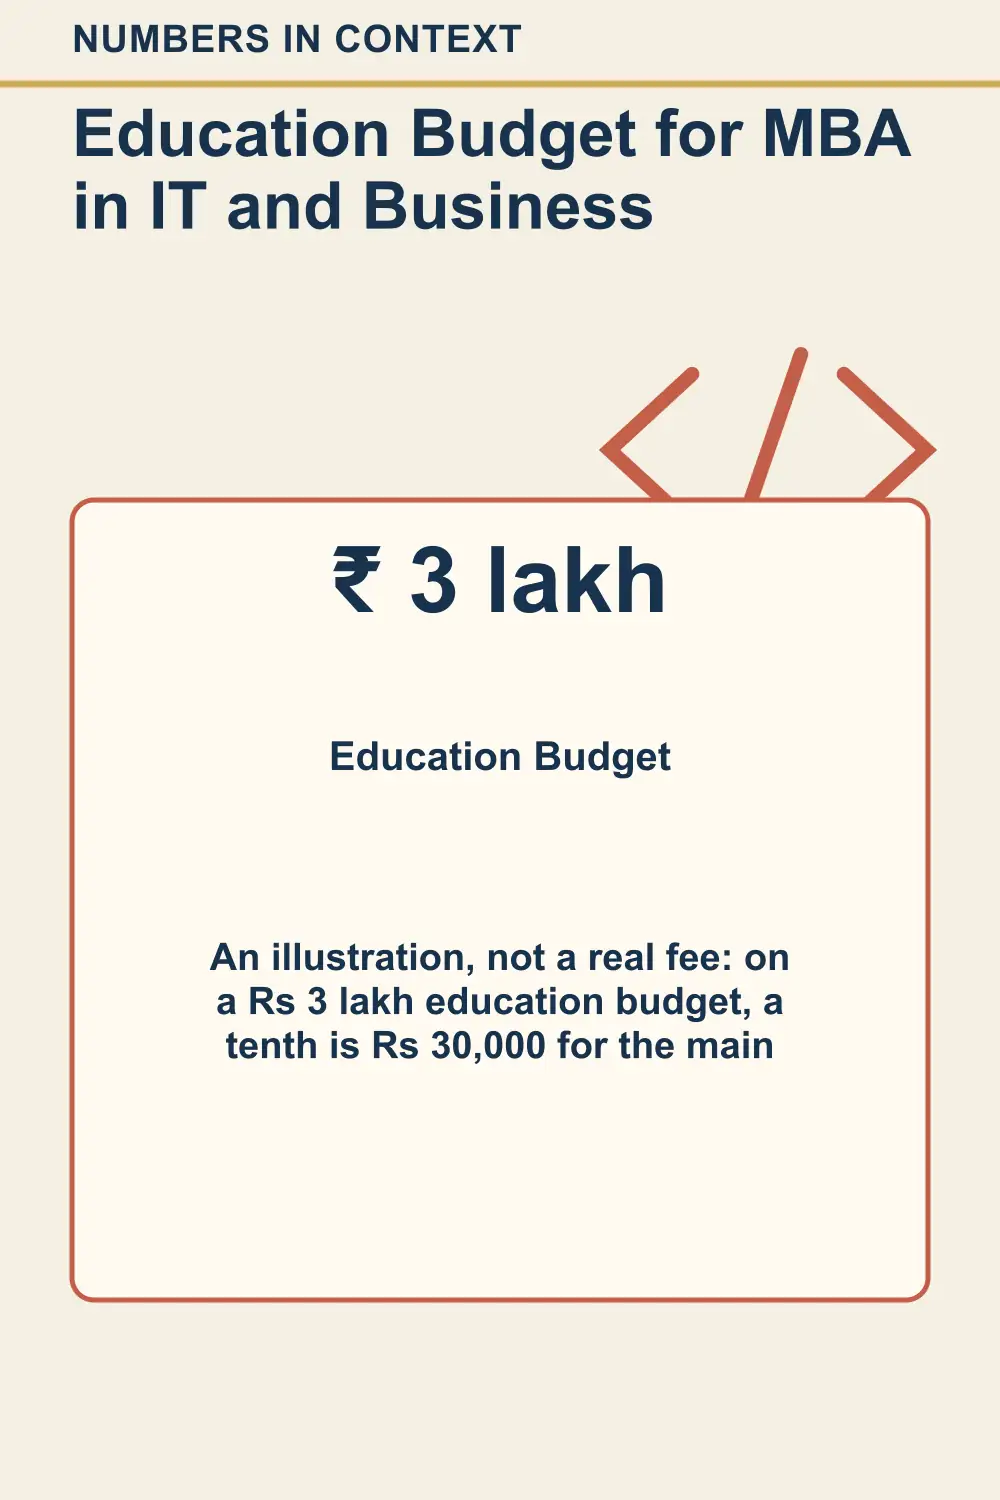 NUMBERS IN CONTEXT
Education Budget for MBA
in IT and Business
₹ 3 lakh
Education Budget
An illustration, not a real fee: on
a Rs 3 lakh education budget, a
tenth is Rs 30,000 for the main